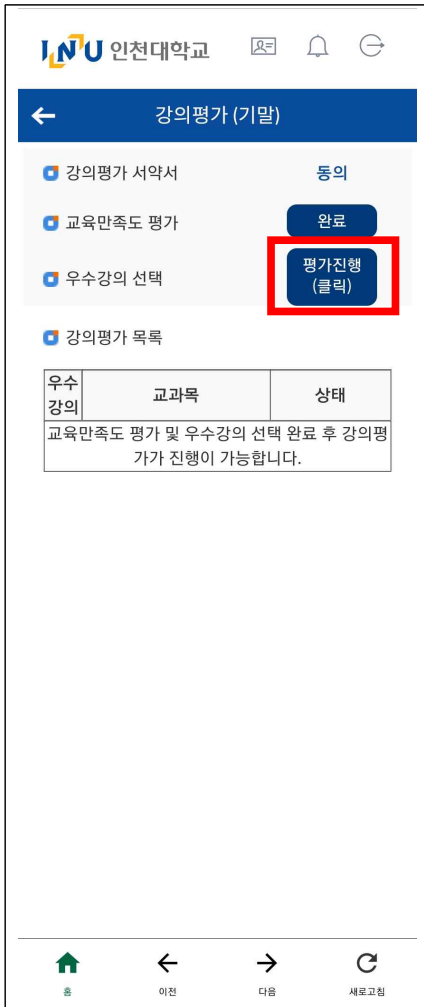 INU 인천대학교
강의평가 (기말)
강의평가 서약서 동의
교육만족도 평가 완료
우수강의 선택 평가진행
(클릭)
강의평가 목록
우수
강의 교과목 상태
교육만족도 평가 및 우수강의 선택 완료 후 강의평
가가 진행이 가능합니다.
홈 이전 다음 새로고침